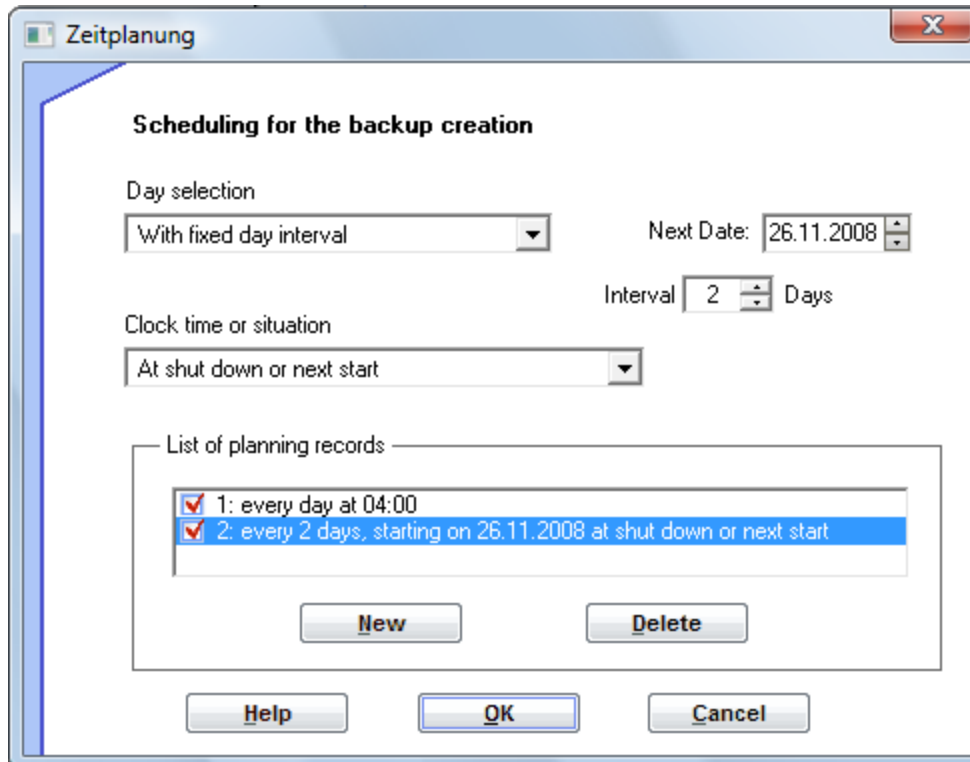 Zeitplanung
Scheduling for the backup creation
Day selection
With fixed day interval
Next Date: 26.11.2008
Interval 2 Days
Clock time or situation
At shut down or next start
List of planning records
1: every day at 04:00
2: every 2 days, starting on 26.11.2008 at shut down or next start
New Delete
Help OK Cancel